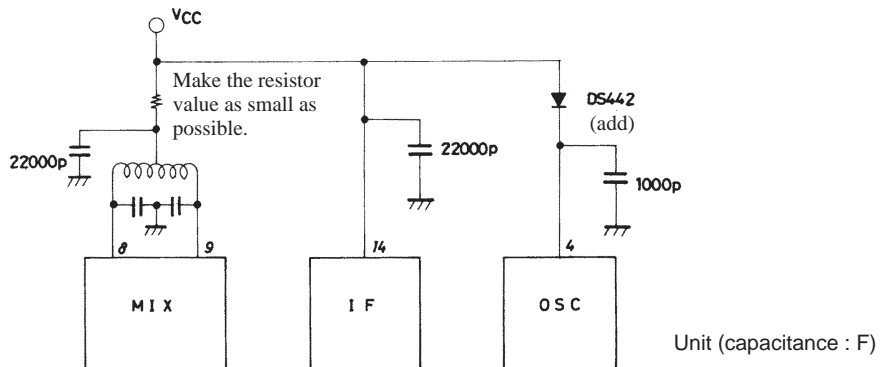 VCC
Make the resistor
value as small as
possible.
DS442
(add)
22000p
22000p
1000p
8
9
14
4
MIX
IF
OSC
Unit (capacitance : F)